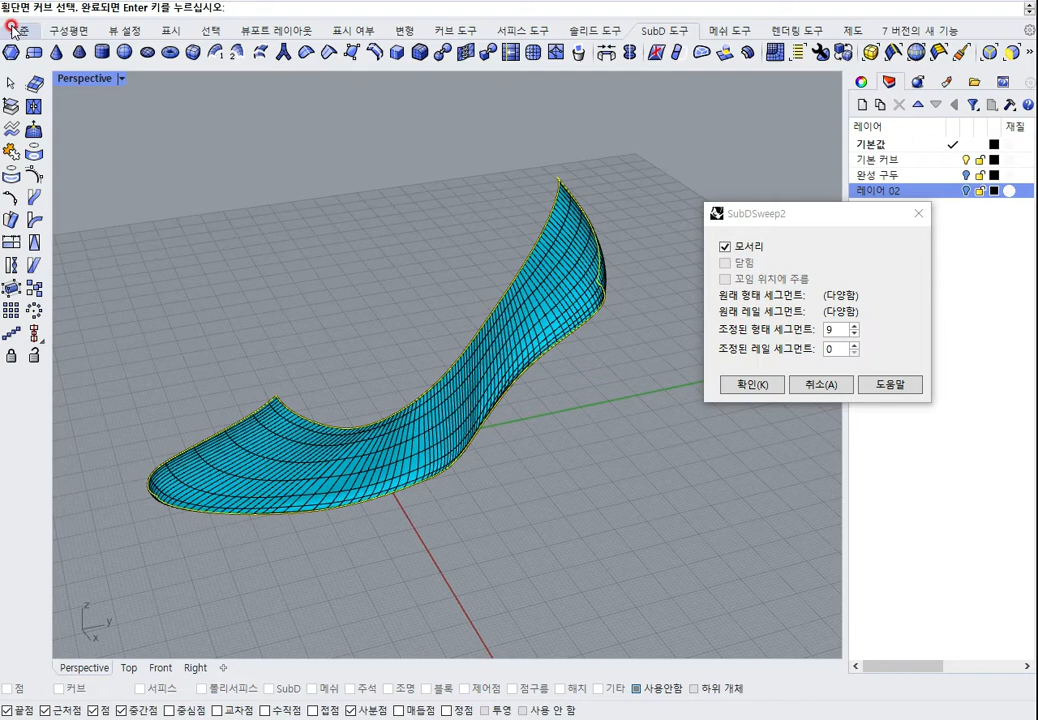 횡단면 커브 선택. 완료되면 Enter 키를 누르십시오:
준 구성평면 뷰 설정 표시 선택 뷰포트 레이아웃 표시 여부 변형 커브 도구 서피스 도구 솔리드 도구 SubD 도구 메쉬 도구 렌더링 도구 제도 7 버전의 새 기능
Perspective
레이어 재질
기본값
기본 커브
완성 구두
레이어 02
SubDSweep2
모서리
닫힘
꼬임 위치에 주름
원래 형태 세그먼트: (다양함)
원래 레일 세그먼트: (다양함)
조정된 형태 세그먼트: 9
조정된 레일 세그먼트: 0
확인(K) 취소(A) 도움말
z
y
x
Perspective Top Front Right
점 커브 서피스 폴리서피스 SubD 메쉬 주석 조명 블록 제어점 점구름 해치 기타 사용안함 하위 개체
끝점 근처점 점 중간점 중심점 교차점 수직점 접점 사분점 매듭점 정점 투영 사용 안 함